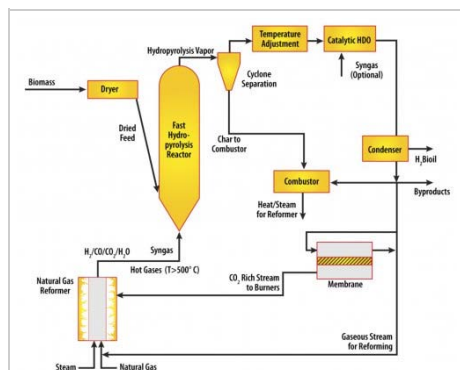 Hydropyrolysis Vapor
Temperature
Adjustment
Catalytic HDO
Biomass
Dryer
Cyclone
Separation
Syngas
(Optional)
Dried
Feed
Fast
Hydro-
pyrolysis
Reactor
Char to
Combustor
Condenser
H₂Bioil
Combustor
Byproducts
Heat/Steam
for Reformer
H₂/CO/CO₂/H₂O
Syngas
Hot Gases (T>500° C)
CO₂ Rich Stream
to Burners
Membrane
Natural Gas
Reformer
Gaseous Stream
for Reforming
Steam
Natural Gas